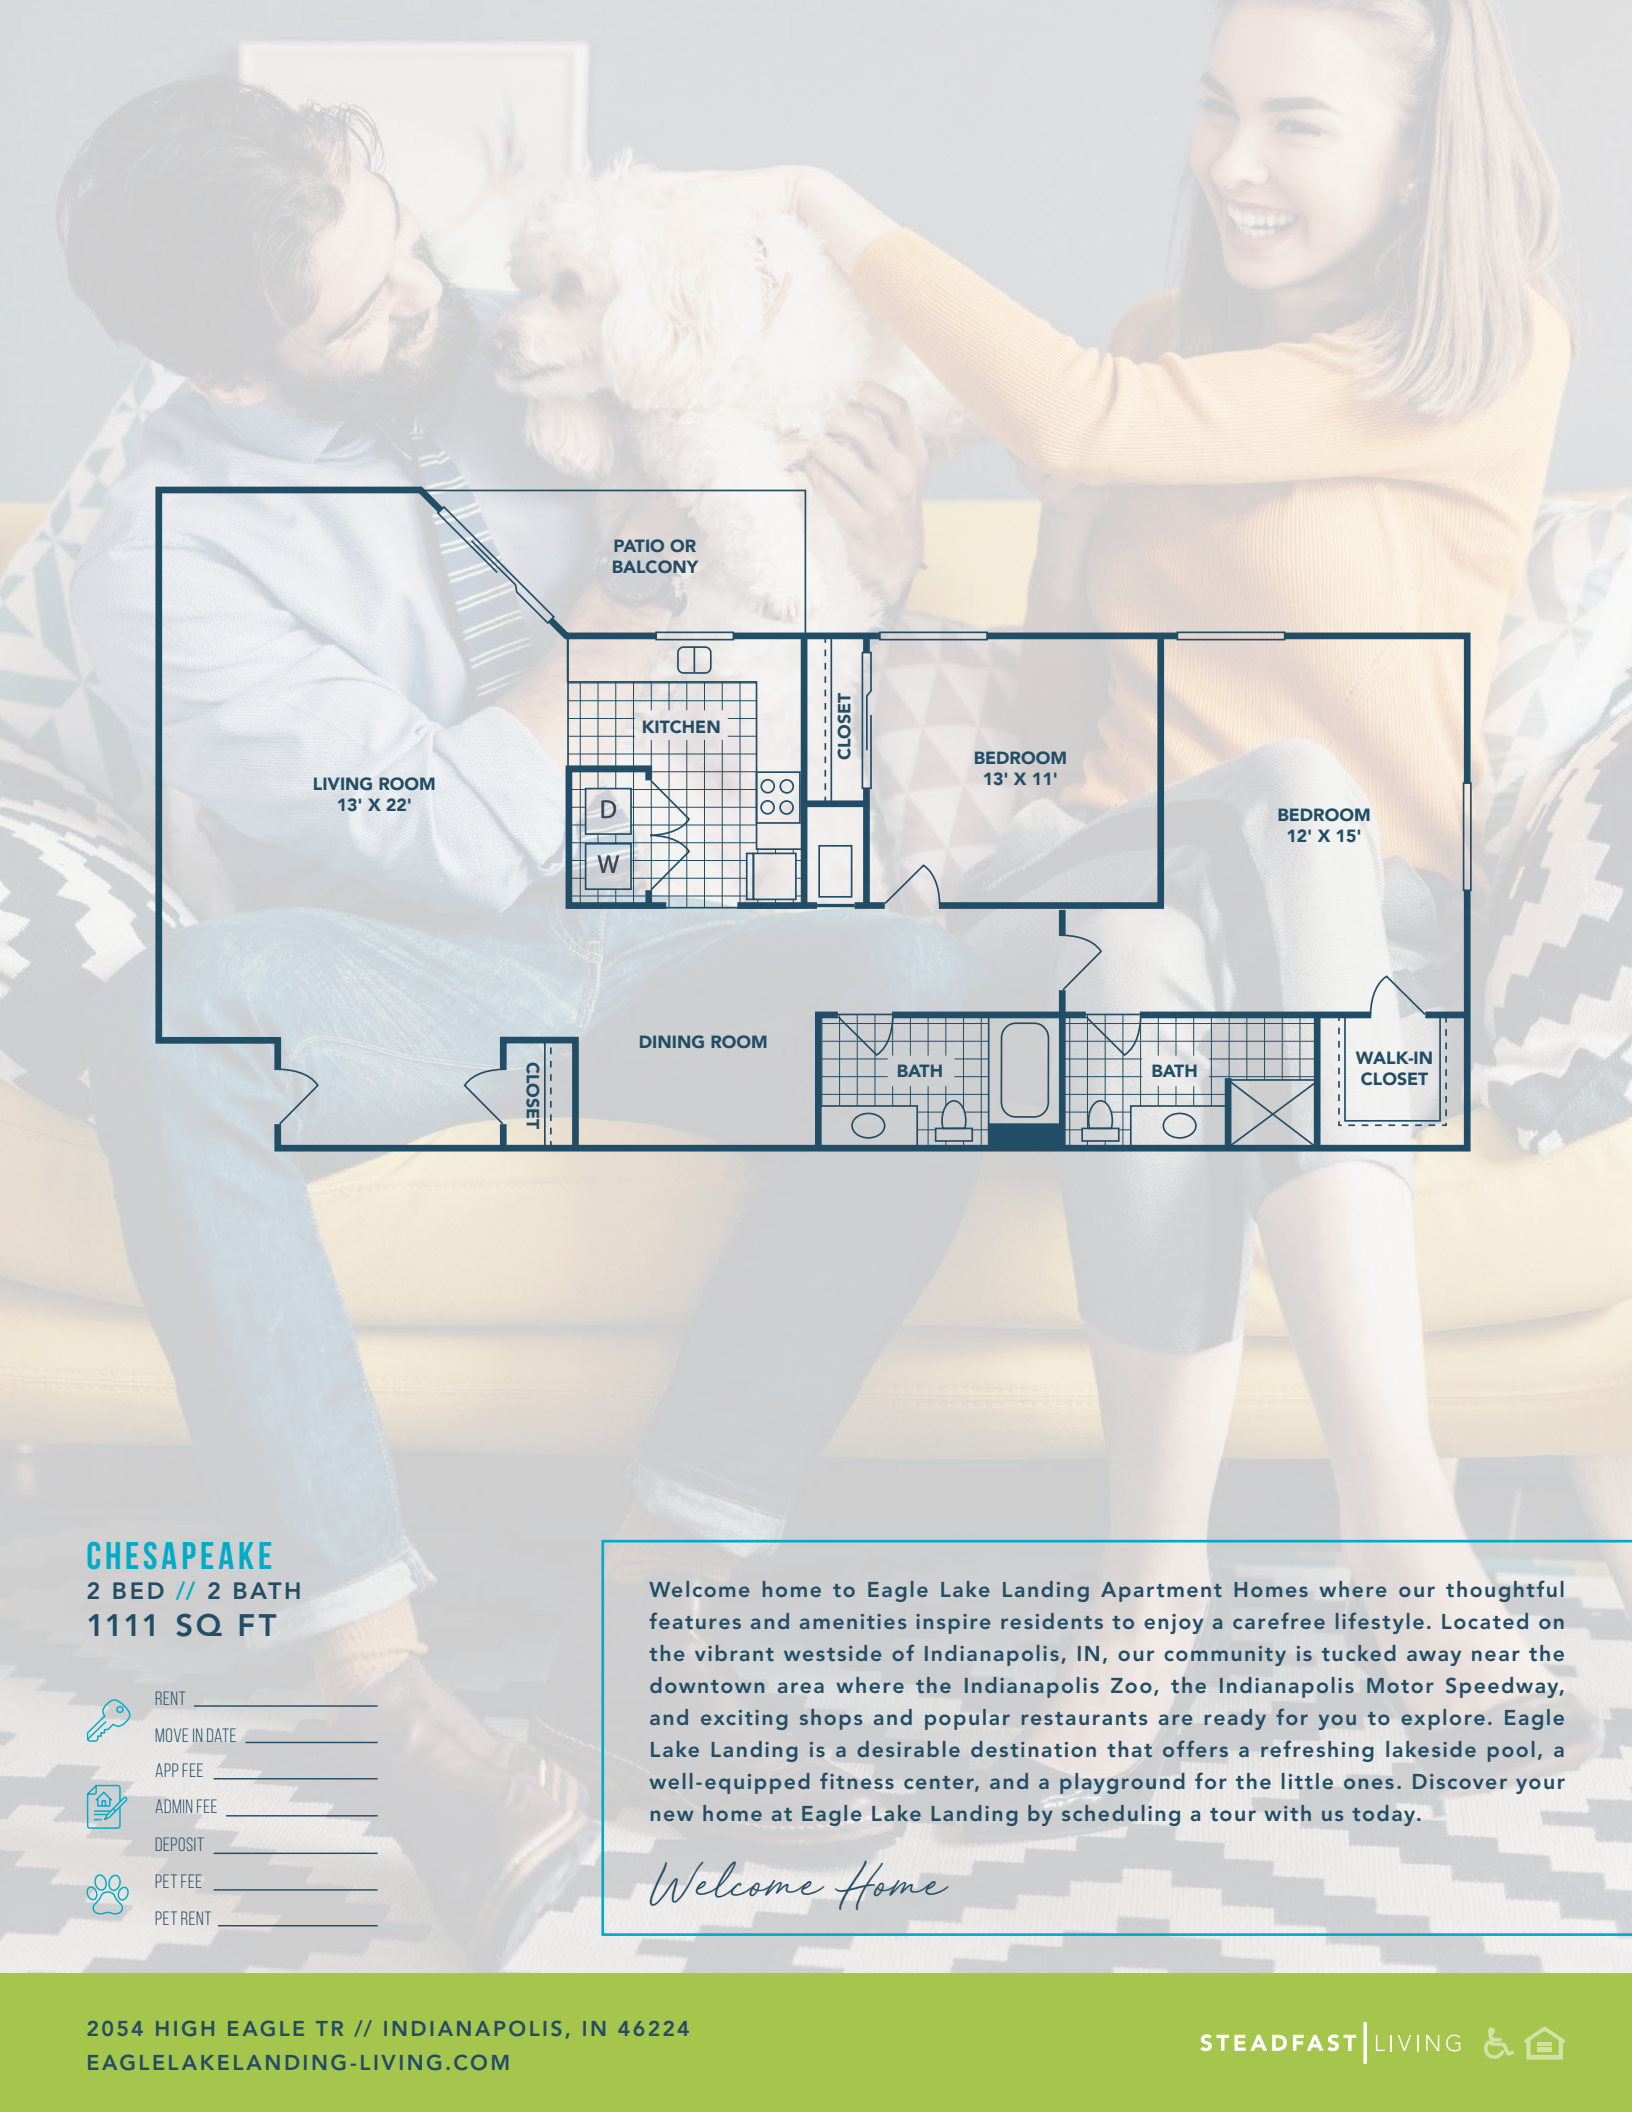 PATIO OR
BALCONY
KITCHEN
CLOSET
LIVING ROOM
13' X 22'
D
W
BEDROOM
13' X 11'
BEDROOM
12' X 15'
DINING ROOM
CLOSET
BATH
BATH
WALK-IN
CLOSET
CHESAPEAKE
2 BED // 2 BATH
1111 SQ FT
RENT
MOVE IN DATE
APP FEE
ADMIN FEE
DEPOSIT
PET FEE
PET RENT
Welcome home to Eagle Lake Landing Apartment Homes where our thoughtful
features and amenities inspire residents to enjoy a carefree lifestyle. Located on
the vibrant westside of Indianapolis, IN, our community is tucked away near the
downtown area where the Indianapolis Zoo, the Indianapolis Motor Speedway,
and exciting shops and popular restaurants are ready for you to explore. Eagle
Lake Landing is a desirable destination that offers a refreshing lakeside pool, a
well-equipped fitness center, and a playground for the little ones. Discover your
new home at Eagle Lake Landing by scheduling a tour with us today.
Welcome Home
2054 HIGH EAGLE TR // INDIANAPOLIS, IN 46224
EAGLELAKELANDING-LIVING.COM
STEADFAST LIVING